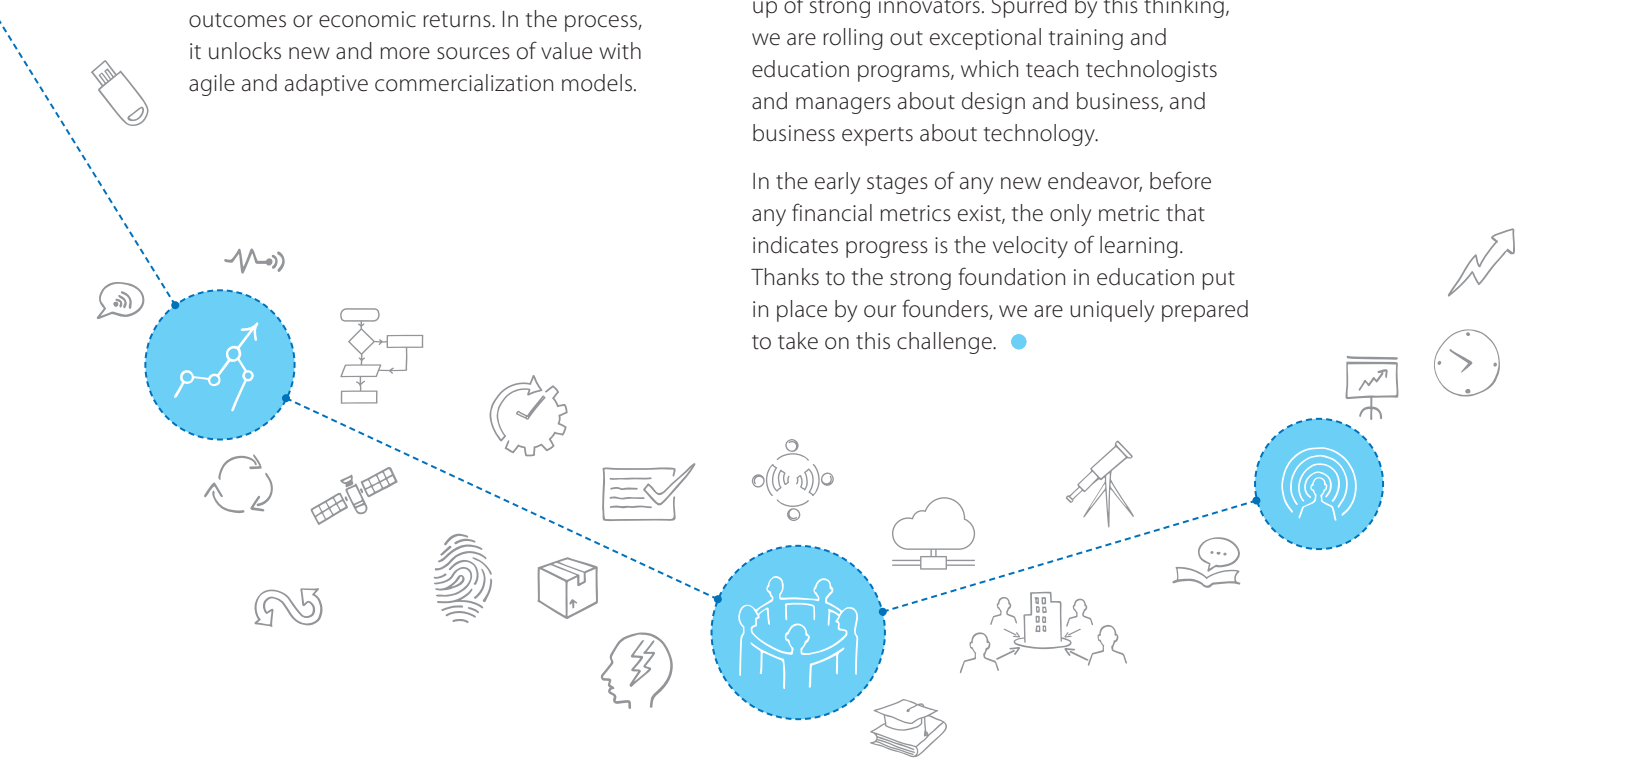 outcomes or economic returns. In the process,
it unlocks new and more sources of value with
agile and adaptive commercialization models.
up of strong innovators. Spurred by this thinking,
we are rolling out exceptional training and
education programs, which teach technologists
and managers about design and business, and
business experts about technology.
In the early stages of any new endeavor, before
any financial metrics exist, the only metric that
indicates progress is the velocity of learning.
Thanks to the strong foundation in education put
in place by our founders, we are uniquely prepared
to take on this challenge.